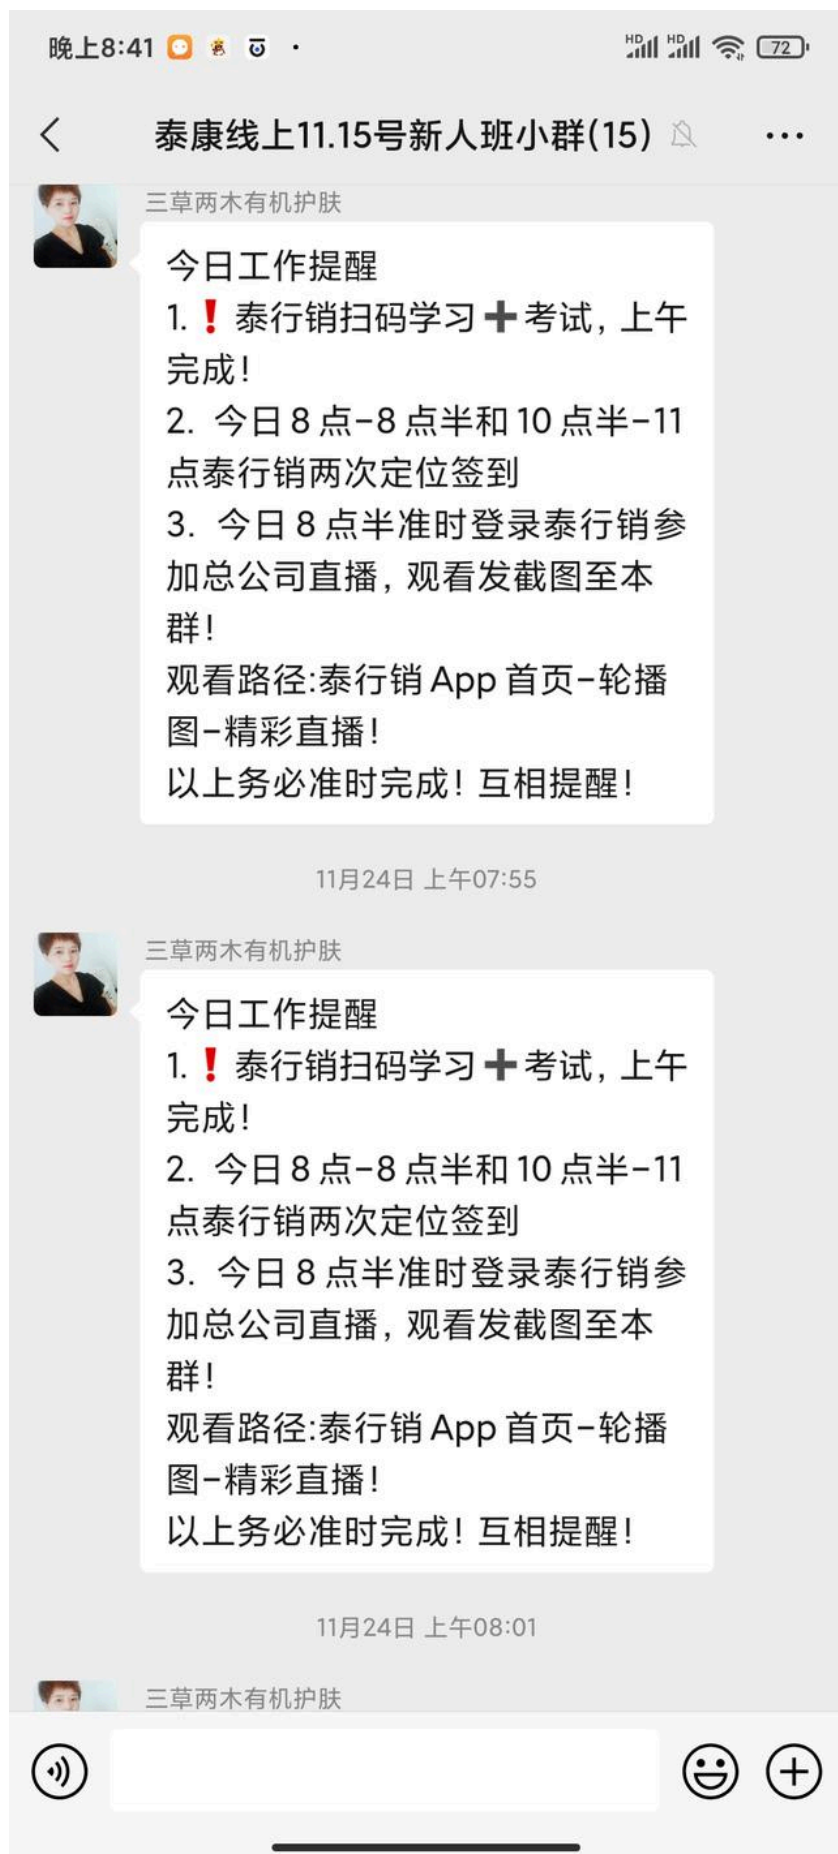 晚上8:41
HD HD 72
泰康线上11.15号新人班小群(15)
三草两木有机护肤
今日工作提醒
1.❗泰行销扫码学习➕考试，上午
完成！
2. 今日8点-8点半和10点半-11
点泰行销两次定位签到
3. 今日8点半准时登录泰行销参
加总公司直播，观看发截图至本
群！
观看路径:泰行销App首页-轮播
图-精彩直播！
以上务必准时完成！互相提醒！
11月24日 上午07:55
三草两木有机护肤
今日工作提醒
1.❗泰行销扫码学习➕考试，上午
完成！
2. 今日8点-8点半和10点半-11
点泰行销两次定位签到
3. 今日8点半准时登录泰行销参
加总公司直播，观看发截图至本
群！
观看路径:泰行销App首页-轮播
图-精彩直播！
以上务必准时完成！互相提醒！
11月24日 上午08:01
三草两木有机护肤